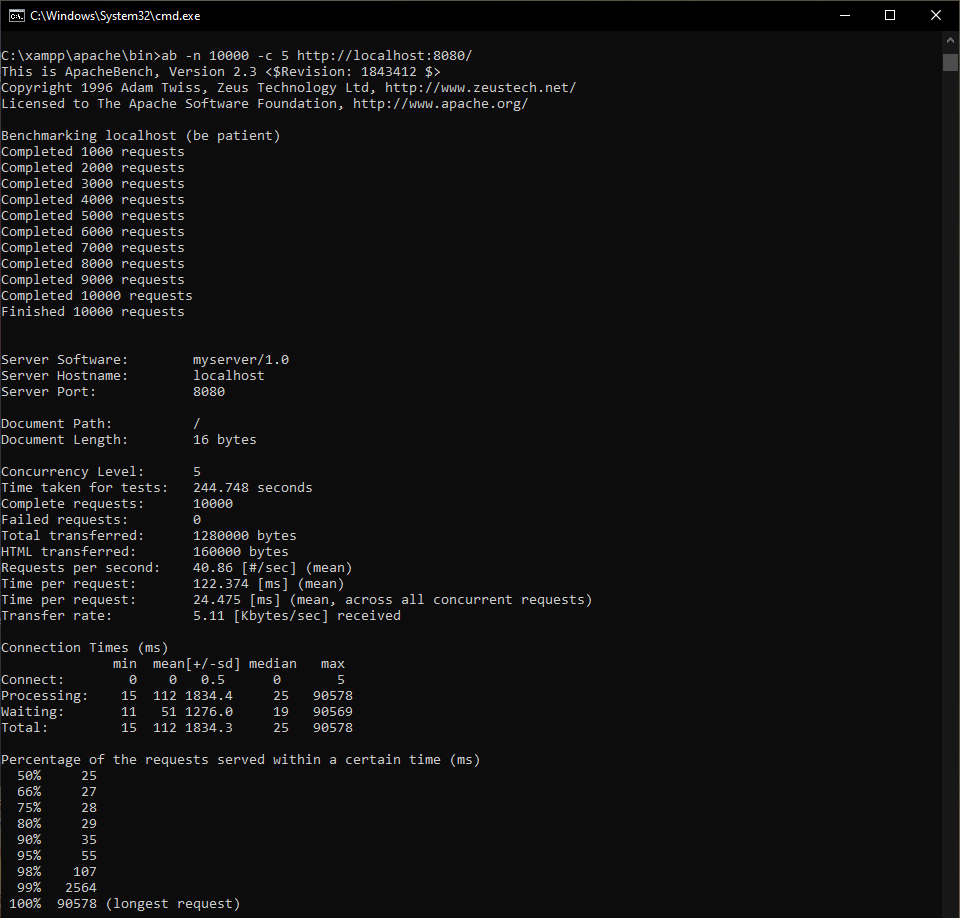 C:\Windows\System32\cmd.exe
C:\xampp\apache\bin>ab -n 10000 -c 5 http://localhost:8080/
This is ApacheBench, Version 2.3 <$Revision: 1843412 $>
Copyright 1996 Adam Twiss, Zeus Technology Ltd, http://www.zeustech.net/
Licensed to The Apache Software Foundation, http://www.apache.org/

Benchmarking localhost (be patient)
Completed 1000 requests
Completed 2000 requests
Completed 3000 requests
Completed 4000 requests
Completed 5000 requests
Completed 6000 requests
Completed 7000 requests
Completed 8000 requests
Completed 9000 requests
Completed 10000 requests
Finished 10000 requests


Server Software:        myserver/1.0
Server Hostname:        localhost
Server Port:            8080

Document Path:          /
Document Length:        16 bytes

Concurrency Level:      5
Time taken for tests:   244.748 seconds
Complete requests:      10000
Failed requests:        0
Total transferred:      1280000 bytes
HTML transferred:       160000 bytes
Requests per second:    40.86 [#/sec] (mean)
Time per request:       122.374 [ms] (mean)
Time per request:       24.475 [ms] (mean, across all concurrent requests)
Transfer rate:          5.11 [Kbytes/sec] received

Connection Times (ms)
              min  mean[+/-sd] median   max
Connect:        0    0   0.5      0       5
Processing:    15  112 1834.4     25   90578
Waiting:       11   51 1276.0     19   90569
Total:         15  112 1834.3     25   90578

Percentage of the requests served within a certain time (ms)
  50%     25
  66%     27
  75%     28
  80%     29
  90%     35
  95%     55
  98%    107
  99%   2564
 100%  90578 (longest request)